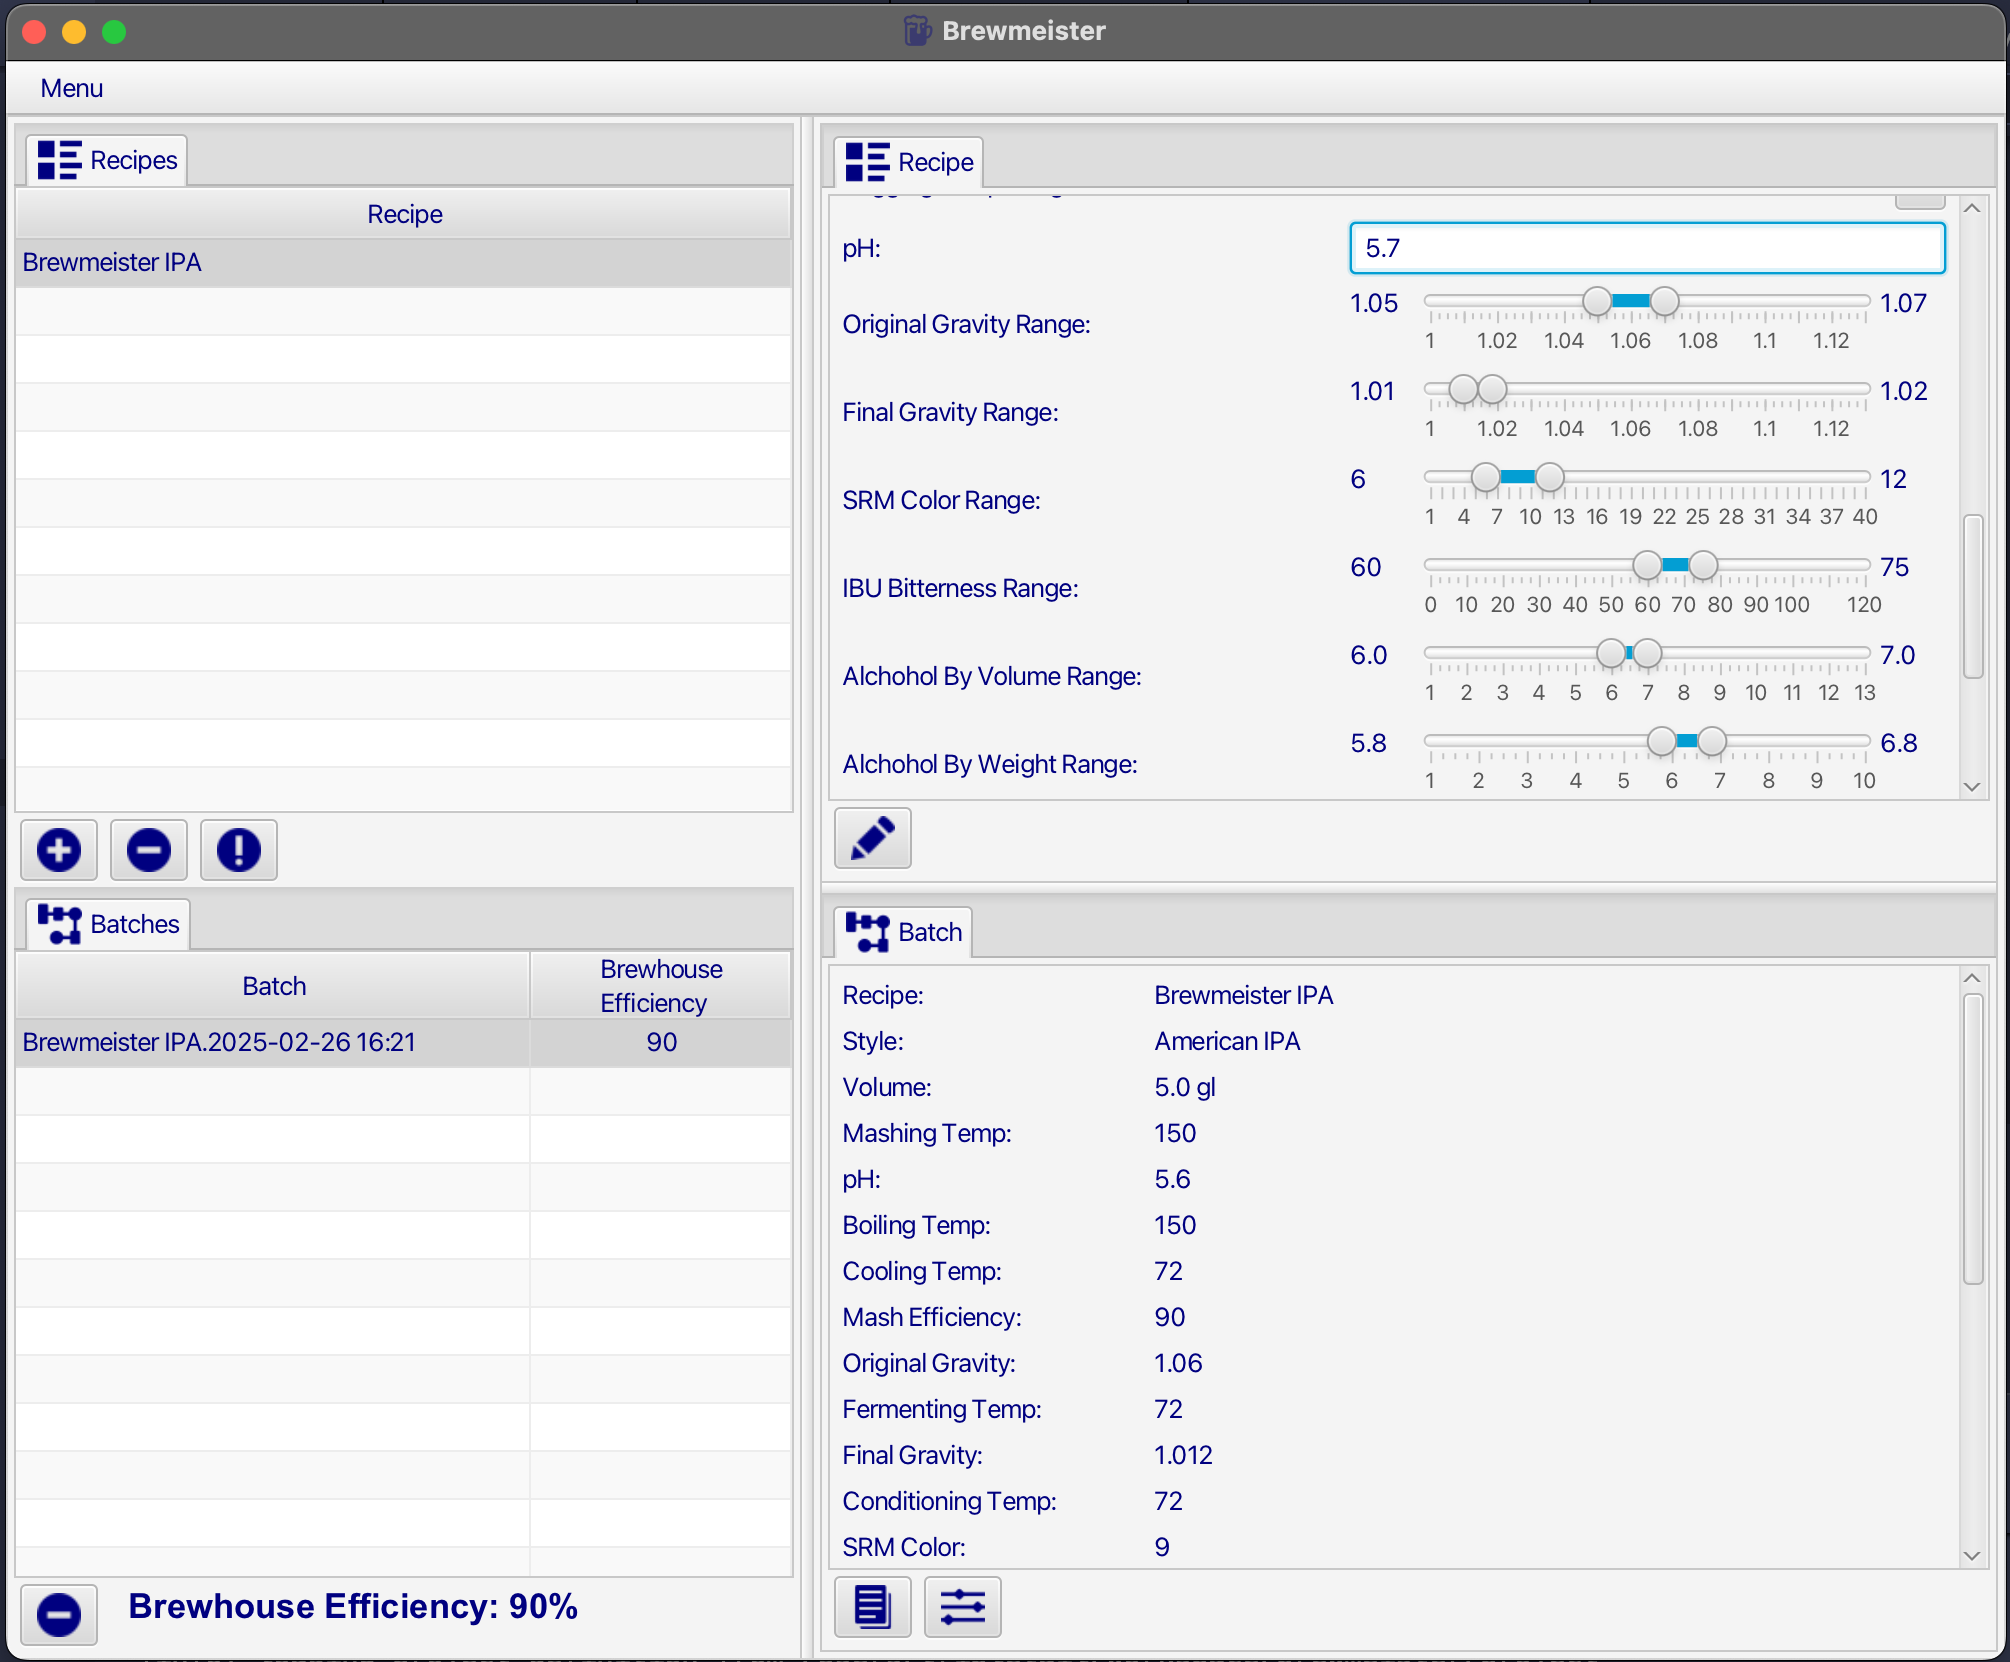 Brewmeister
Menu
Recipes
Recipe
Brewmeister IPA
Batches
Batch
Brewhouse
Efficiency
Brewmeister IPA.2025-02-26 16:21
90
Brewhouse Efficiency: 90%
Recipe
pH:
5.7
Original Gravity Range:
1.05
1.07
1 1.02 1.04 1.06 1.08 1.1 1.12
Final Gravity Range:
1.01
1.02
1 1.02 1.04 1.06 1.08 1.1 1.12
SRM Color Range:
6
12
1 4 7 10 13 16 19 22 25 28 31 34 37 40
IBU Bitterness Range:
60
75
0 10 20 30 40 50 60 70 80 90 100 120
Alchohol By Volume Range:
6.0
7.0
1 2 3 4 5 6 7 8 9 10 11 12 13
Alchohol By Weight Range:
5.8
6.8
1 2 3 4 5 6 7 8 9 10
Batch
Recipe: Brewmeister IPA
Style: American IPA
Volume: 5.0 gl
Mashing Temp: 150
pH: 5.6
Boiling Temp: 150
Cooling Temp: 72
Mash Efficiency: 90
Original Gravity: 1.06
Fermenting Temp: 72
Final Gravity: 1.012
Conditioning Temp: 72
SRM Color: 9